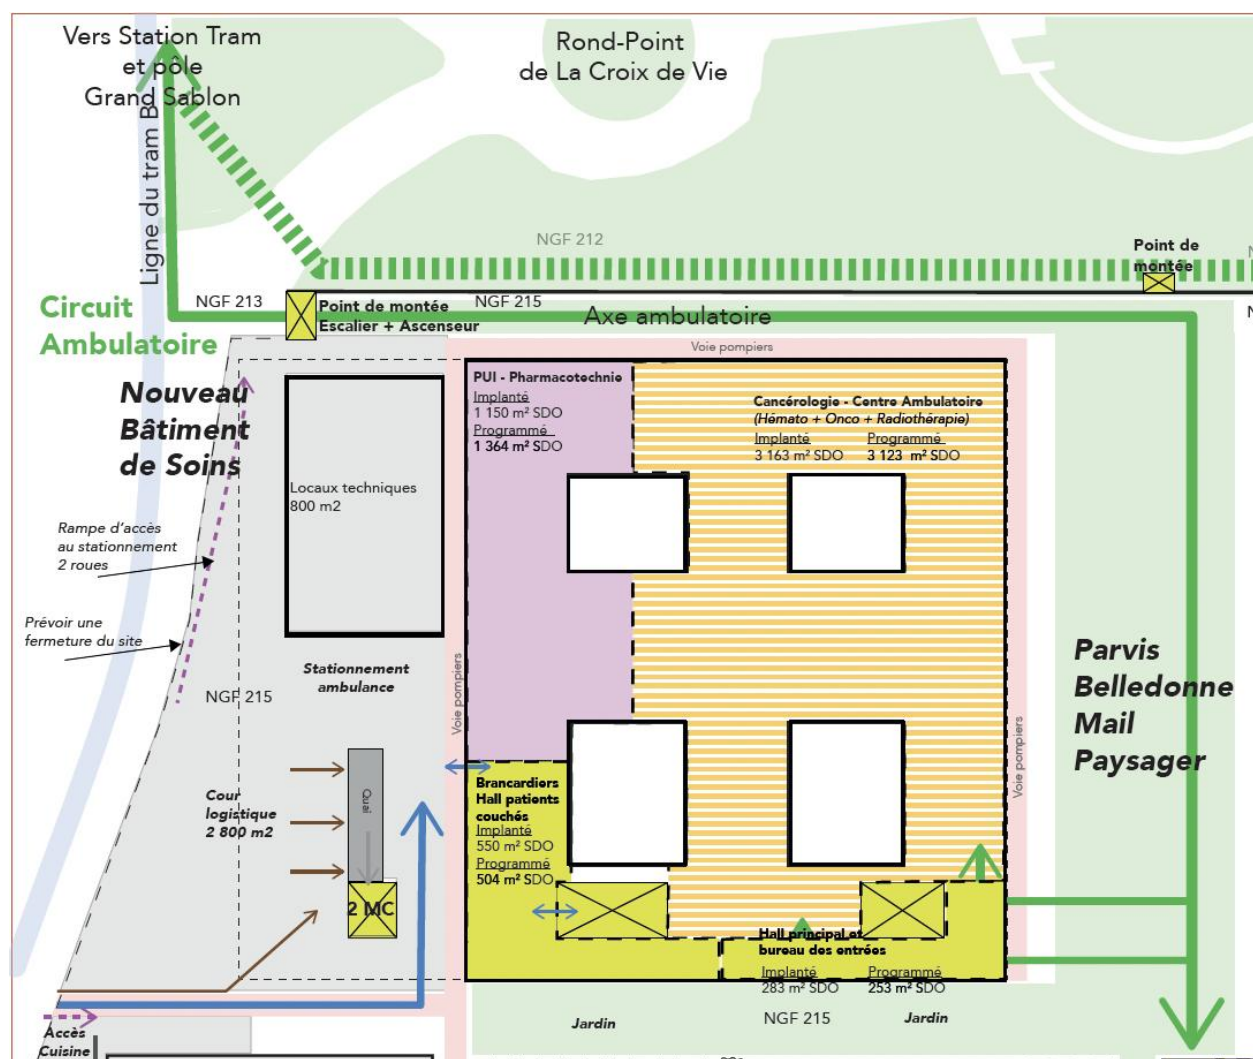 Vers Station Tram
et pôle
Grand Sablon
Rond-Point
de La Croix de Vie
Ligne du tram B
NGF 212
Point de
montée
Circuit
Ambulatoire
NGF 213
Point de montée
Escalier + Ascenseur
NGF 215
Axe ambulatoire
Voie pompiers
Nouveau
Bâtiment
de Soins
PUI - Pharmacotechnie
Implanté
1 150 m² SDO
Programmé
1 364 m² SDO
Cancérologie - Centre Ambulatoire
(Hémato + Onco + Radiothérapie)
Implanté
3 163 m² SDO
Programmé
3 123 m² SDO
Locaux techniques
800 m2
Rampe d'accès
au stationnement
2 roues
Prévoir une
fermeture du site
Stationnement
ambulance
NGF 215
Voie pompiers
Voie pompiers
Parvis
Belledonne
Mail
Paysager
Cour
logistique
2 800 m2
Quai
2 MC
Brancardiers
Hall patients
couchés
Implanté
550 m² SDO
Programmé
504 m² SDO
Hall principal et
bureau des entrées
Implanté
283 m² SDO
Programmé
253 m² SDO
Jardin
NGF 215
Jardin
Accès
Cuisine